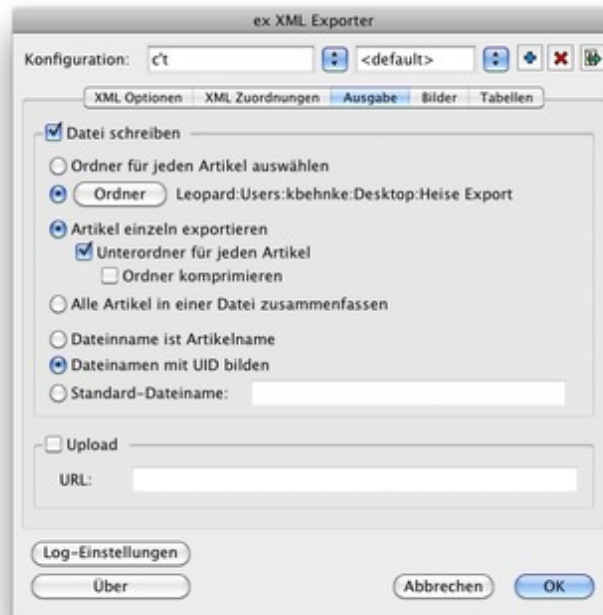 ex XML Exporter
Konfiguration: c't <default>
XML Optionen XML Zuordnungen Ausgabe Bilder Tabellen
Datei schreiben
Ordner für jeden Artikel auswählen
Ordner Leopard:Users:kbehnke:Desktop:Heise Export
Artikel einzeln exportieren
Unterordner für jeden Artikel
Ordner komprimieren
Alle Artikel in einer Datei zusammenfassen
Dateinname ist Artikelname
Dateinamen mit UID bilden
Standard-Dateiname:
Upload
URL:
Log-Einstellungen
Über Abbrechen OK